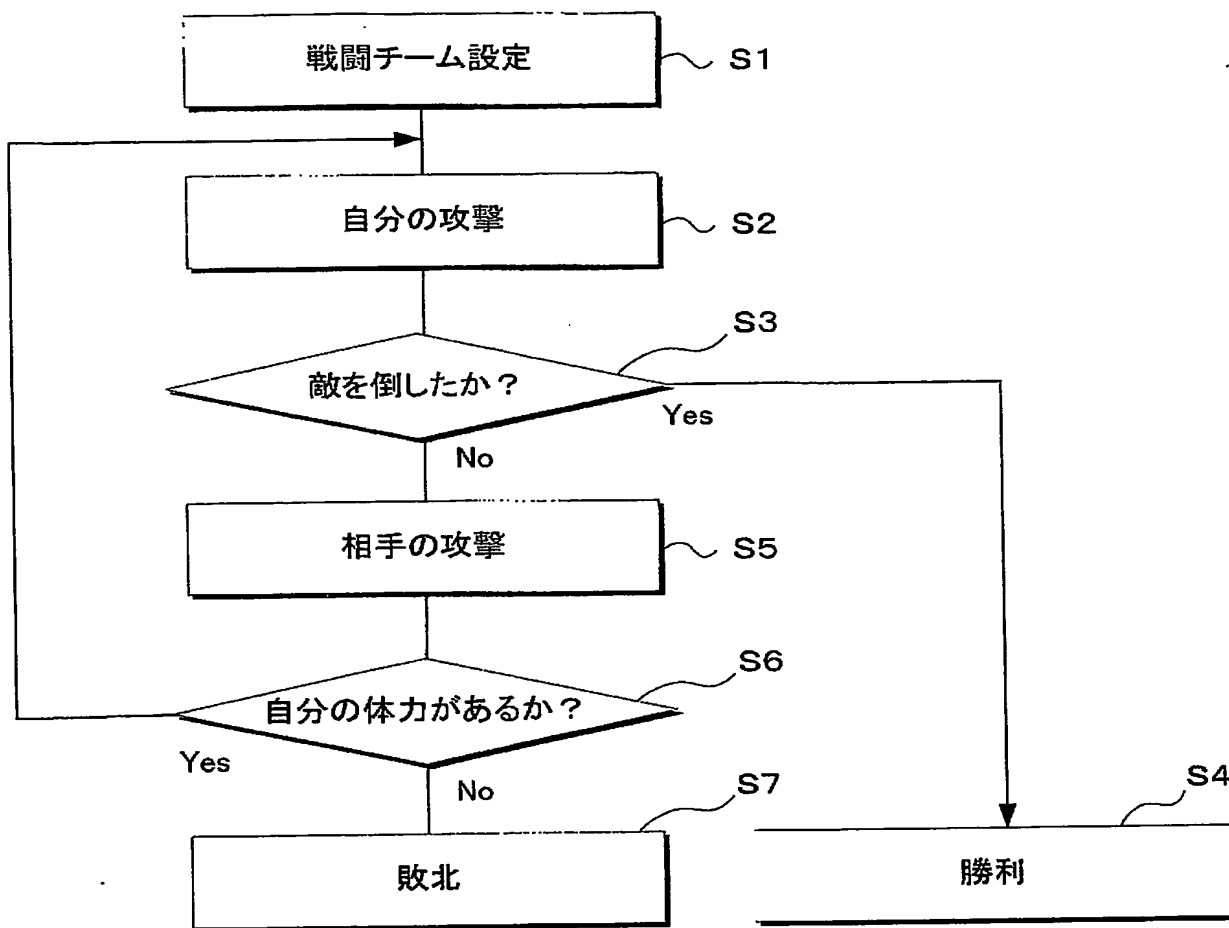 戦闘チーム設定
S1
自分の攻撃
S2
S3
敵を倒したか？
Yes
No
相手の攻撃
S5
S6
自分の体力があるか？
Yes
No
S7
S4
敗北
勝利